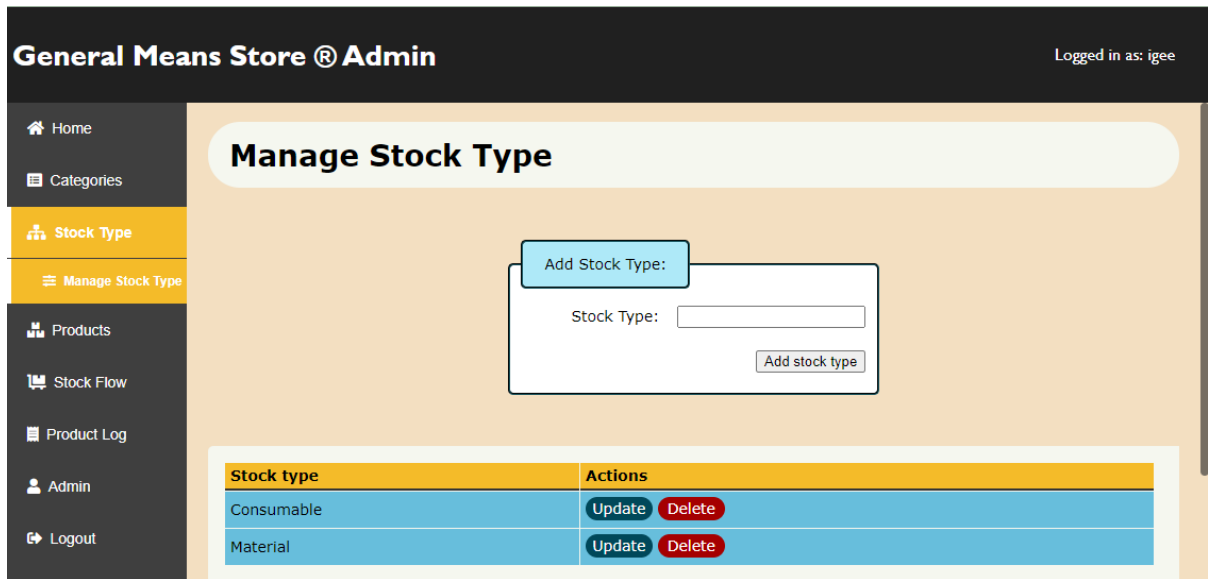 General Means Store ® Admin
Logged in as: igee
Home
Categories
Stock Type
Manage Stock Type
Products
Stock Flow
Product Log
Admin
Logout
Manage Stock Type
Add Stock Type:
Stock Type:
Add stock type
Stock type Actions
Consumable Update Delete
Material Update Delete